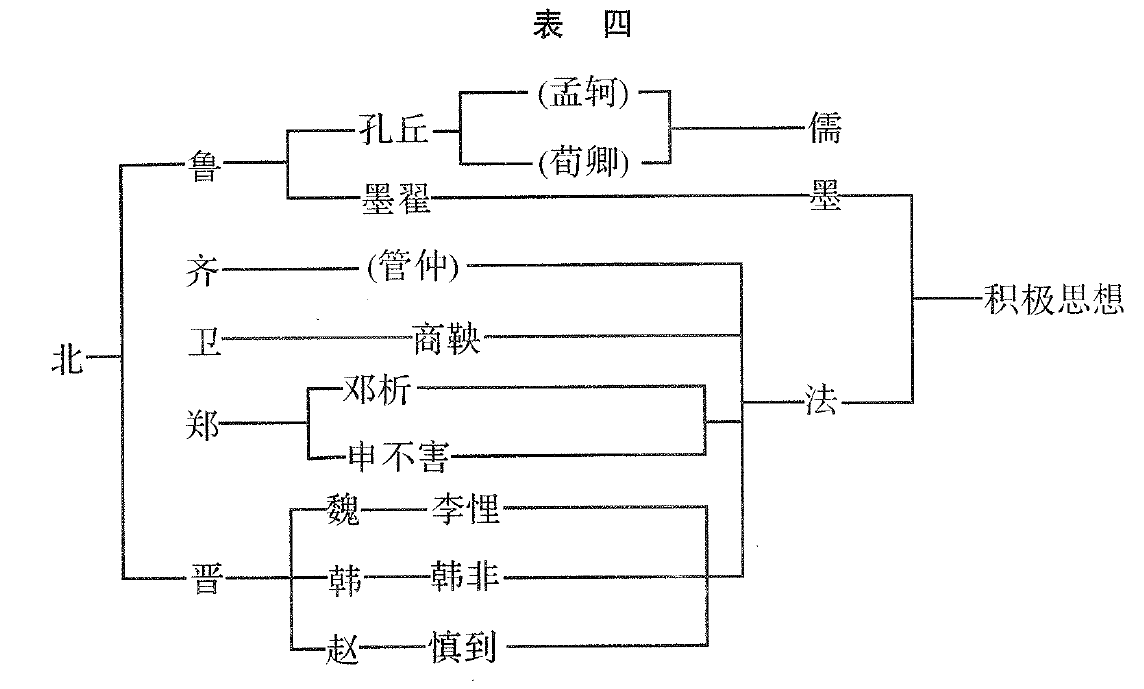 表 四
(孟轲)
孔丘 儒
鲁 (荀卿)
墨翟 墨
齐 (管仲)
积极思想
卫 商鞅
北
邓析
郑 法
申不害
魏 李悝
晋 韩 韩非
赵 慎到